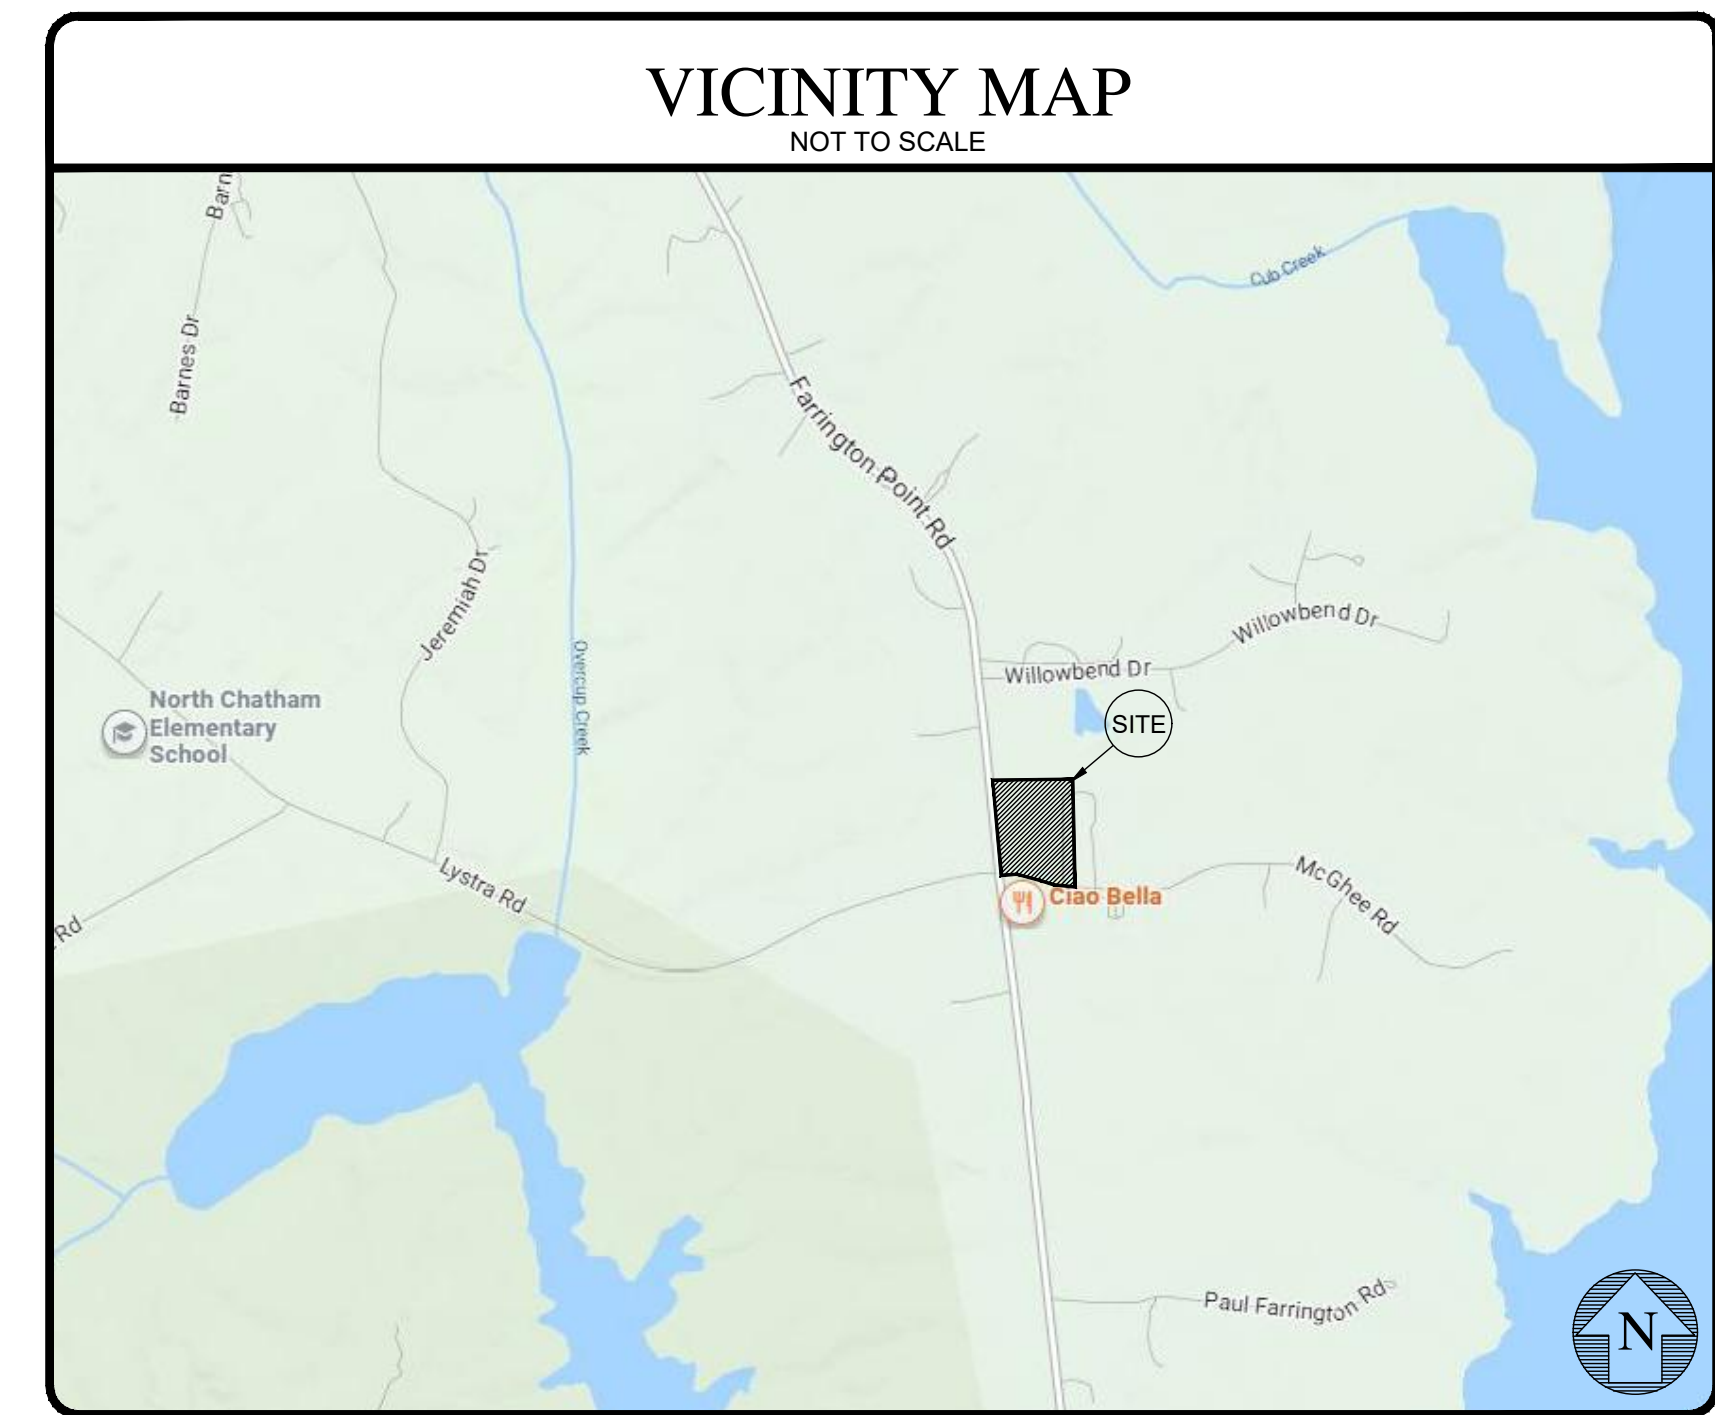 VICINITY MAP
NOT TO SCALE
Barn
Cub Creek
Barnes Dr
Farrington Point Rd
Jeremiah Dr
Willowbend Dr
Willowbend Dr
Overcup Creek
North Chatham
Elementary
School
SITE
Lystra Rd
McGhee Rd
Ciao Bella
Rd
Paul Farrington Rd
N